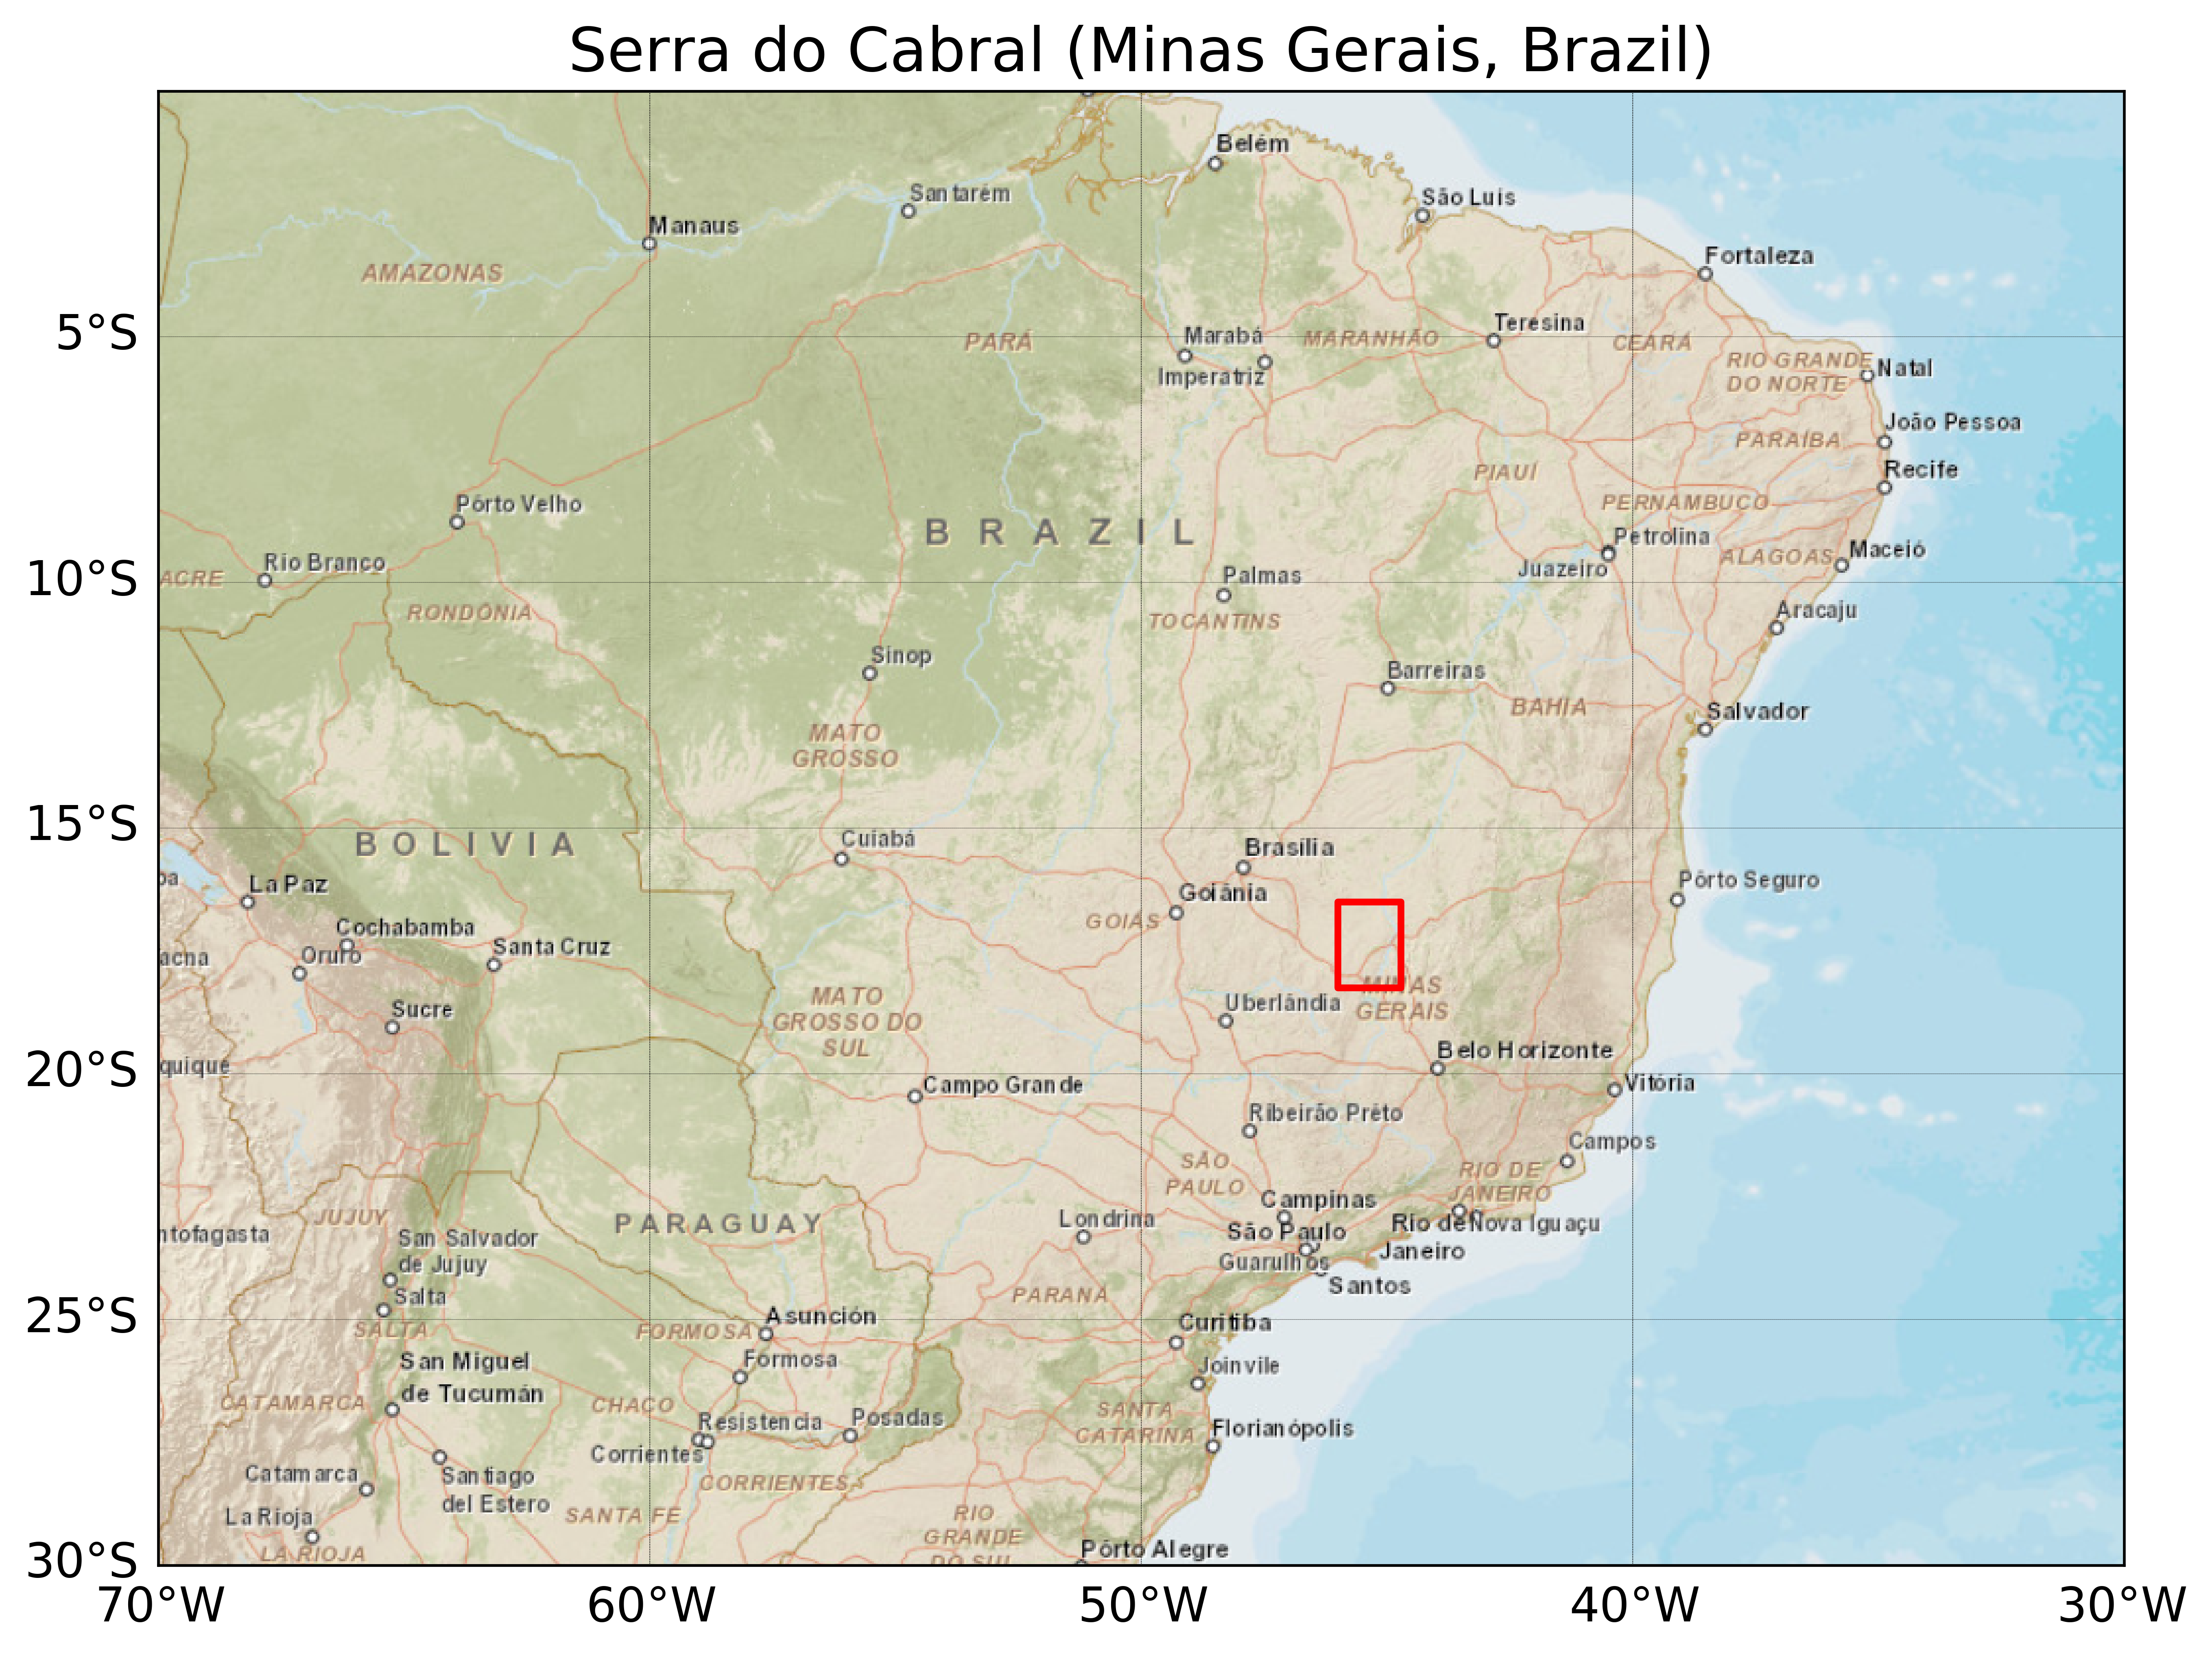 Serra do Cabral (Minas Gerais, Brazil)
Belém
Santarém
São Luís
Manaus
Fortaleza
AMAZONAS
5°S
PARÁ
Marabá
MARANHÃO
Teresina
CEARÁ
Imperatriz
RIO GRANDE
DO NORTE
Natal
João Pessoa
PARAÍBA
Recife
PIAUÍ
Pórto Velho
PERNAMBUCO
BRAZIL
Petrolina
Juazeiro
ALAGOAS
Maceió
Rio Branco
ACRE
10°S
Palmas
TOCANTINS
RONDÔNIA
Aracaju
Sinop
Barreiras
BAHIA
Salvador
MATO
GROSSO
15°S
BOLIVIA
Cuiabá
Brasília
La Paz
Goiânia
GOIÁS
Pórto Seguro
Cochabamba
Oruro
Santa Cruz
acna
MINAS
GERAIS
MATO
GROSSO DO
SUL
Uberlândia
Sucre
20°S
quique
Belo Horizonte
Vitória
Campo Grande
Ribeirão Prêto
Campos
SÃO
PAULO
RIO DE
JANEIRO
JUJUY
PARAGUAY
Londrina
Campinas
São Paulo
Rio de
Janeiro
Nova Iguaçu
Guarulhos
Santos
ntofagasta
San Salvador
de Jujuy
Salta
SALTA
PARANÁ
25°S
FORMOSA
Asunción
Curitiba
Formosa
Joinvile
San Miguel
de Tucumán
CATAMARCA
CHACO
Resistencia
Posadas
SANTA
CATARINA
Florianópolis
Corrientes
Catamarca
Santiago
del Estero
CORRIENTES
La Rioja
SANTA FE
RIO
GRANDE
DO SUL
LA RIOJA
Pórto Alegre
30°S
70°W
60°W
50°W
40°W
30°W